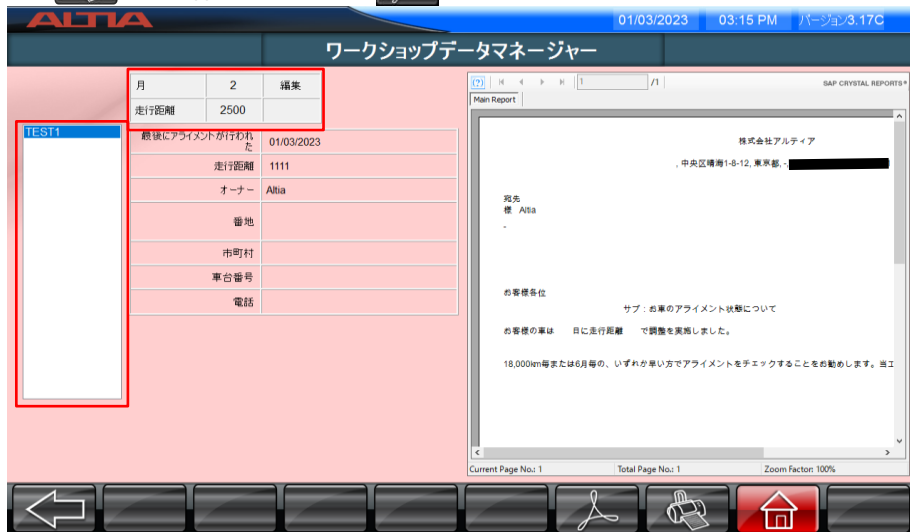 ALTIA
01/03/2023 03:15 PM バージョン3.17C
ワークショップデータマネージャー
月 2 編集
走行距離 2500
TEST1
最後にアライメントが行われ
た 01/03/2023
走行距離 1111
オーナー Altia
番地
市町村
車台番号
電話
1 /1 SAP CRYSTAL REPORTS®
Main Report
株式会社アルティア
, 中央区晴海1-8-12, 東京都, -,
宛先
様 Altia
-
お客様各位
サブ：お車のアライメント状態について
お客様の車は 日に走行距離 で調整を実施しました。
18,000km毎または6月毎の、いずれか早い方でアライメントをチェックすることをお勧めします。当工
Current Page No.: 1 Total Page No.: 1 Zoom Factor: 100%